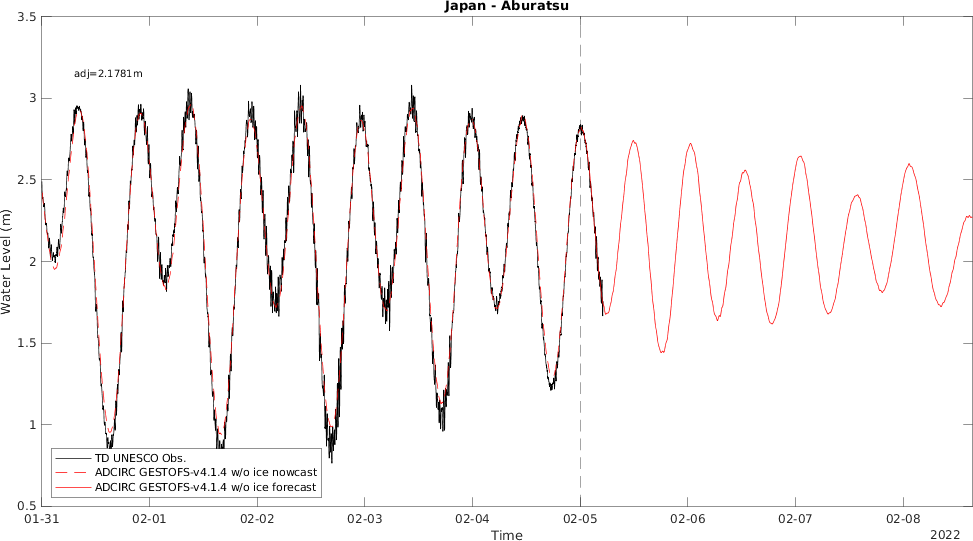 Japan - Aburatsu
3.5
adj=2.1781m
3
2.5
2
1.5
1
0.5
Water Level (m)
TD UNESCO Obs.
ADCIRC GESTOFS-v4.1.4 w/o ice nowcast
ADCIRC GESTOFS-v4.1.4 w/o ice forecast
01-31 02-01 02-02 02-03 02-04 02-05 02-06 02-07 02-08
Time
2022